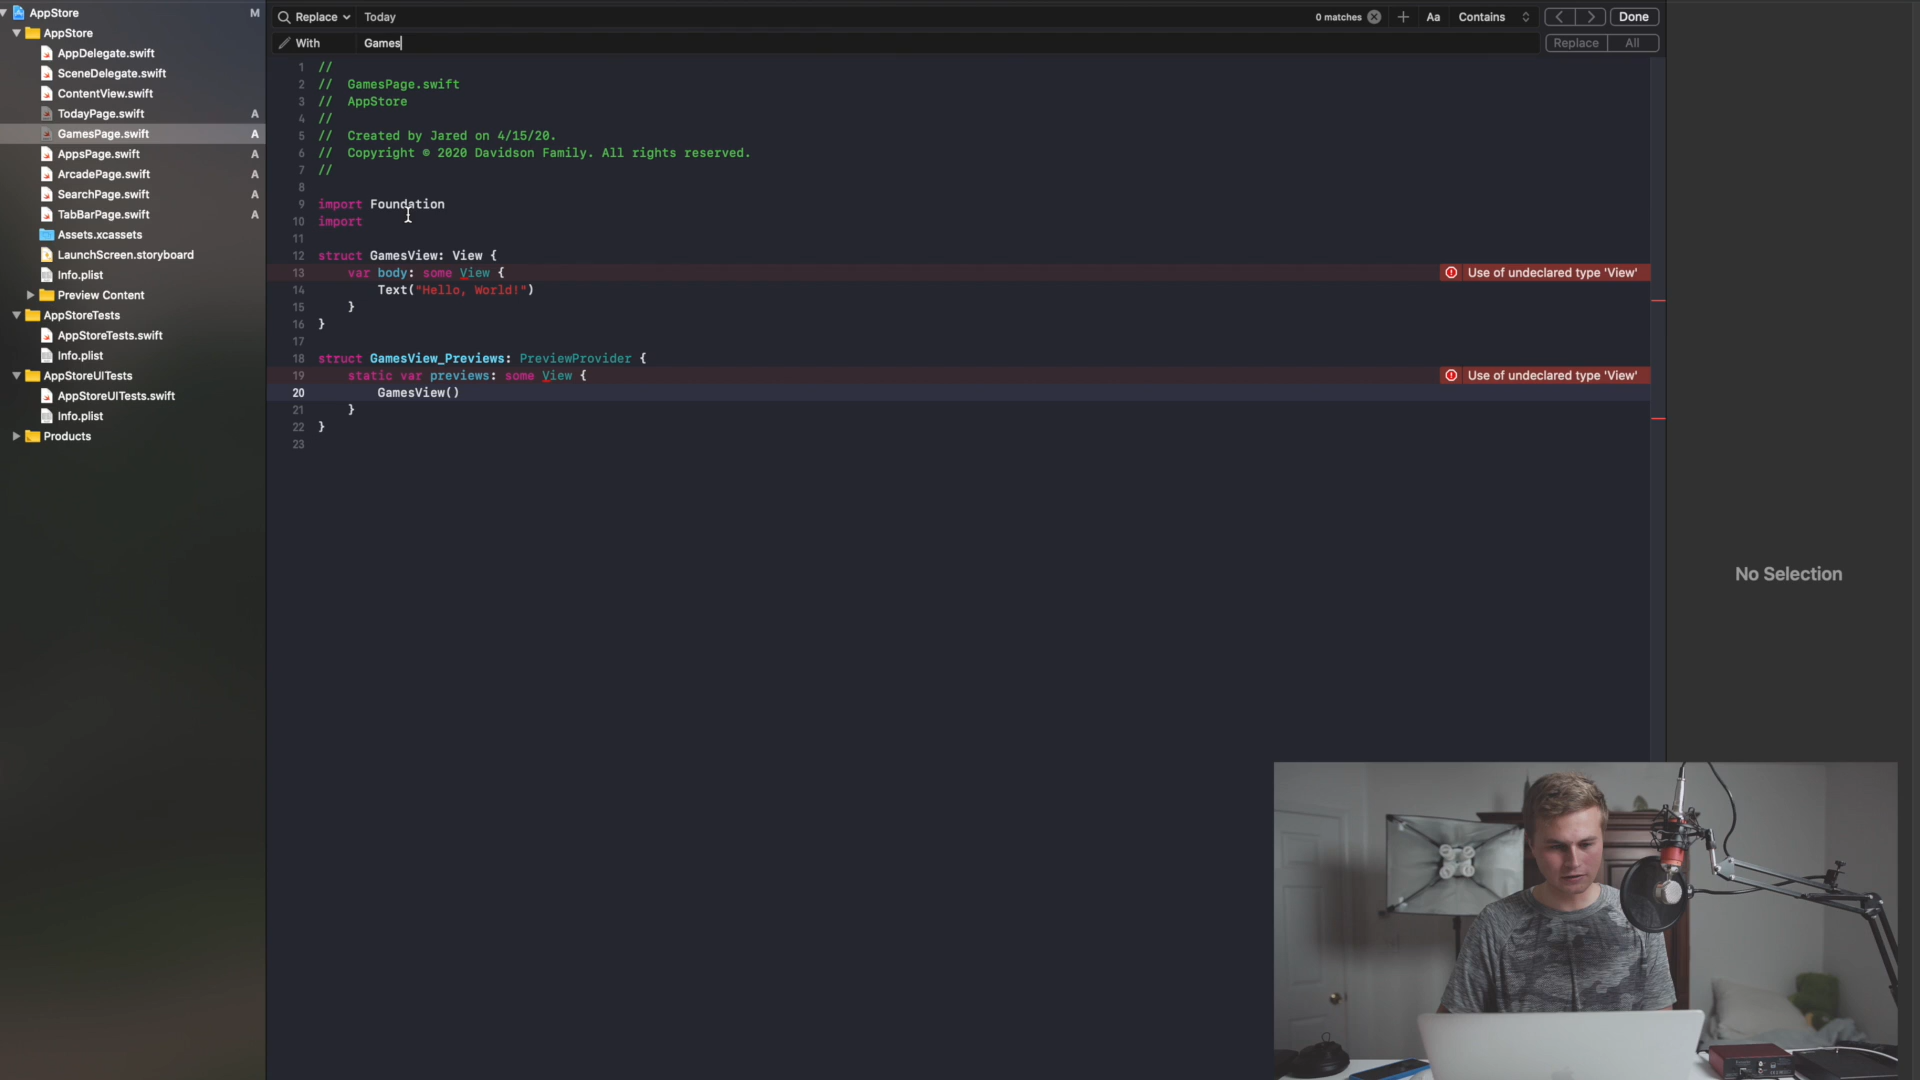 AppStore M
AppStore
AppDelegate.swift
SceneDelegate.swift
ContentView.swift
TodayPage.swift A
GamesPage.swift A
AppsPage.swift A
ArcadePage.swift A
SearchPage.swift A
TabBarPage.swift A
Assets.xcassets
LaunchScreen.storyboard
Info.plist
Preview Content
AppStoreTests
AppStoreTests.swift
Info.plist
AppStoreUITests
AppStoreUITests.swift
Info.plist
Products
Replace Today 0 matches Aa Contains Done
With Games Replace All
1 //
2 // GamesPage.swift
3 // AppStore
4 //
5 // Created by Jared on 4/15/20.
6 // Copyright © 2020 Davidson Family. All rights reserved.
7 //
8
9 import Foundation
10 import
11
12 struct GamesView: View {
13 var body: some View { Use of undeclared type 'View'
14 Text("Hello, World!")
15 }
16 }
17
18 struct GamesView_Previews: PreviewProvider {
19 static var previews: some View { Use of undeclared type 'View'
20 GamesView()
21 }
22 }
23
No Selection